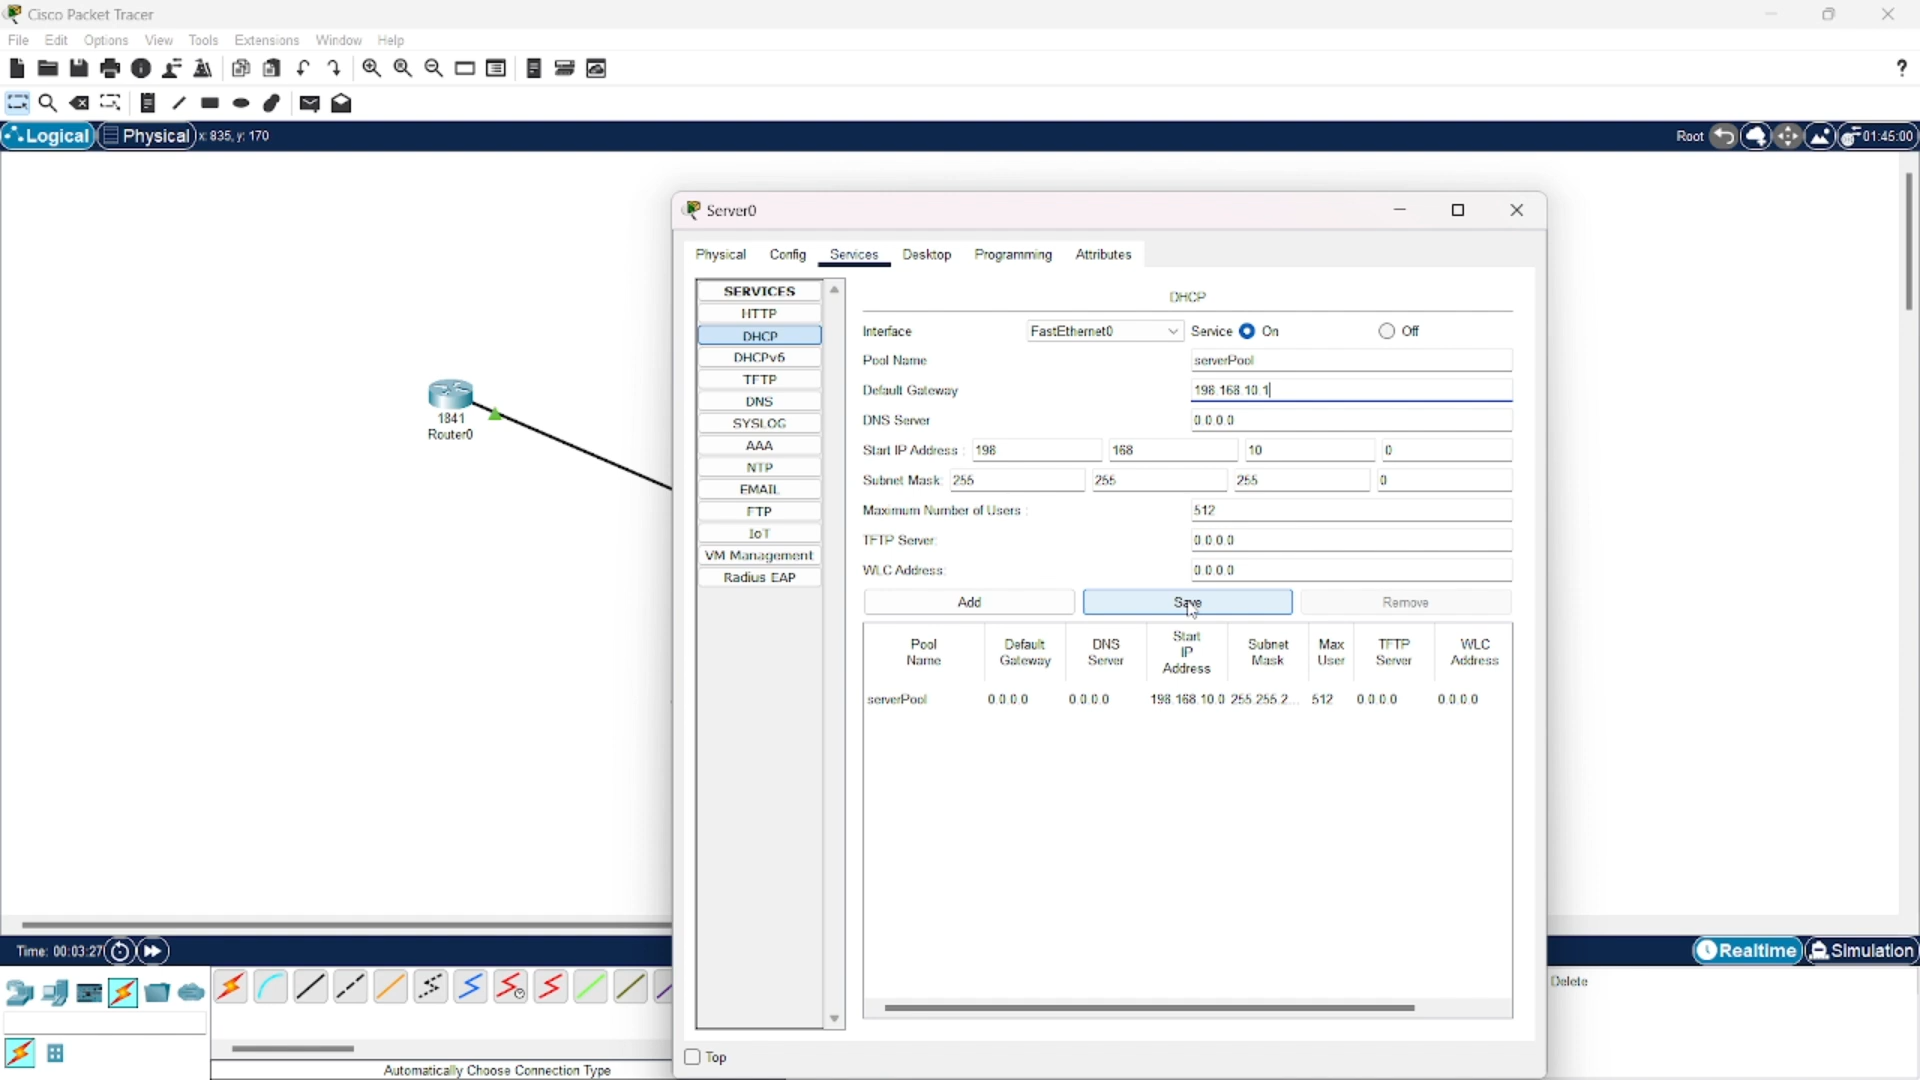 Cisco Packet Tracer
File Edit Options View Tools Extensions Window Help
?
Logical Physical x: 835, y: 170 Root 01:45:00
Server0
Physical Config Services Desktop Programming Attributes
SERVICES
HTTP
DHCP
DHCPv6
TFTP
DNS
SYSLOG
AAA
NTP
EMAIL
FTP
IoT
VM Management
Radius EAP
DHCP
Interface FastEthernet0 Service On Off
Pool Name serverPool
Default Gateway 198.168.10.1
DNS Server 0.0.0.0
Start IP Address : 198 168 10 0
Subnet Mask: 255 255 255 0
Maximum Number of Users : 512
TFTP Server: 0.0.0.0
WLC Address: 0.0.0.0
Add Save Remove
Pool Name Default Gateway DNS Server Start IP Address Subnet Mask Max User TFTP Server WLC Address
serverPool 0.0.0.0 0.0.0.0 198.168.10.0 255.255.2... 512 0.0.0.0 0.0.0.0
Top
1841
Router0
Time: 00:03:27 Realtime Simulation
Delete
Automatically Choose Connection Type